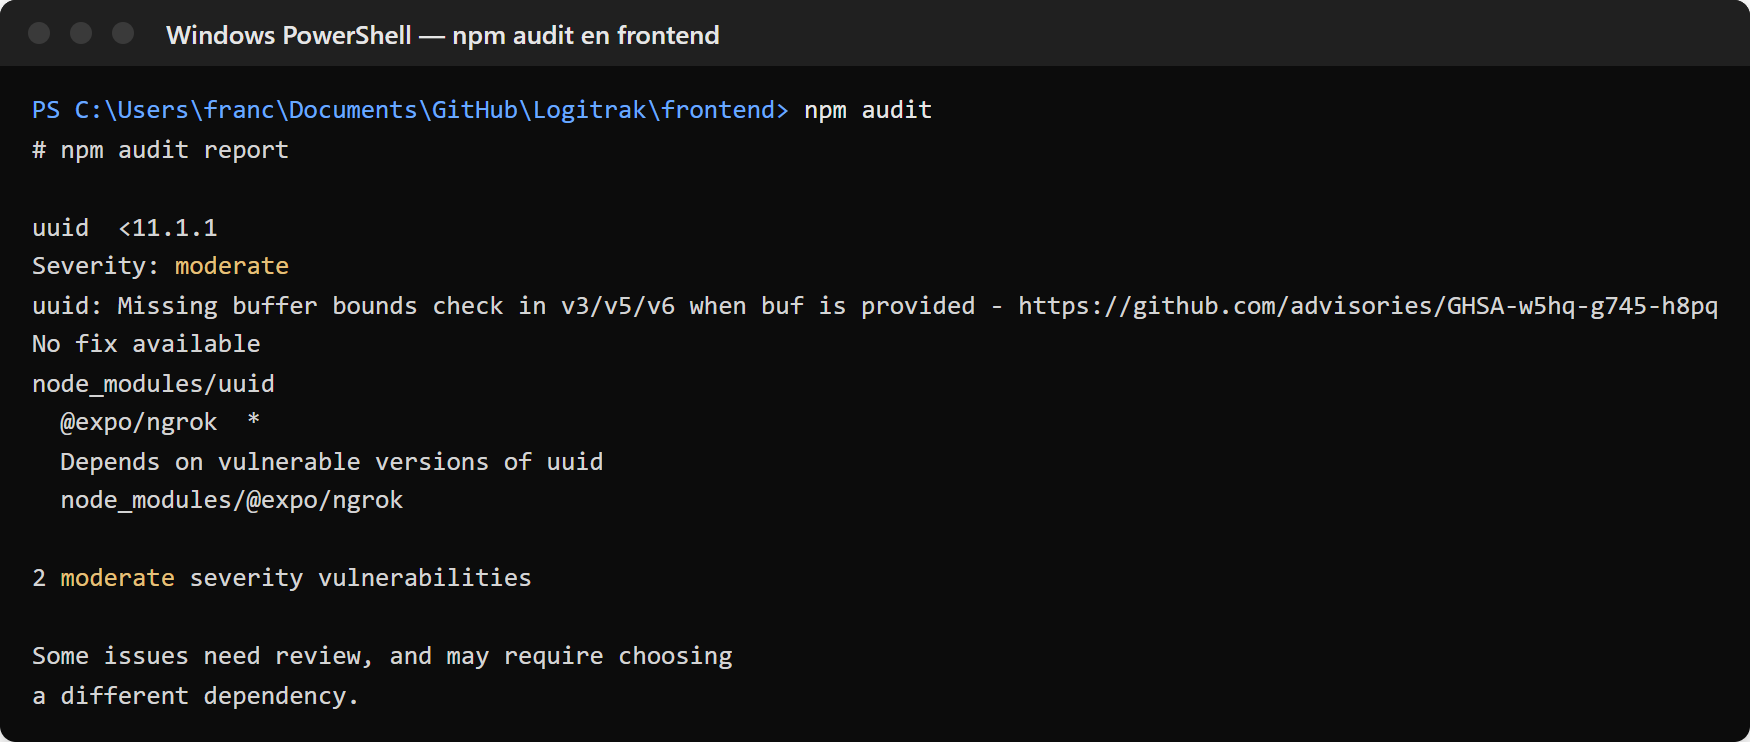 Windows PowerShell — npm audit en frontend
PS C:\Users\franc\Documents\GitHub\Logitrak\frontend> npm audit
# npm audit report
uuid  <11.1.1
Severity: moderate
uuid: Missing buffer bounds check in v3/v5/v6 when buf is provided - https://github.com/advisories/GHSA-w5hq-g745-h8pq
No fix available
node_modules/uuid
  @expo/ngrok  *
  Depends on vulnerable versions of uuid
  node_modules/@expo/ngrok
2 moderate severity vulnerabilities
Some issues need review, and may require choosing
a different dependency.